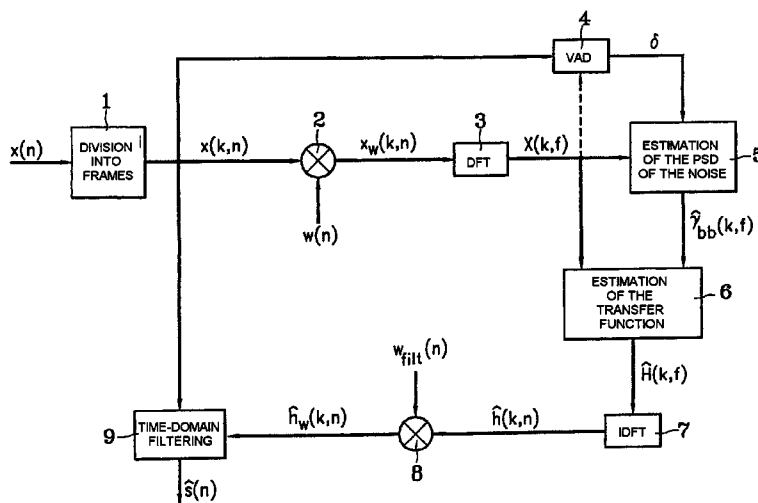 4
VAD
δ
1
x(n)
DIVISION
INTO
FRAMES
x(k,n)
2
w(n)
x_w(k,n)
3
DFT
X(k,f)
ESTIMATION
OF THE PSD
OF THE NOISE
5
γ̂_bb(k,f)
ESTIMATION
OF THE
TRANSFER
FUNCTION
6
Ĥ(k,f)
IDFT
7
ĥ(k,n)
w_filt(n)
8
ĥ_w(k,n)
9
TIME-DOMAIN
FILTERING
ŝ(n)